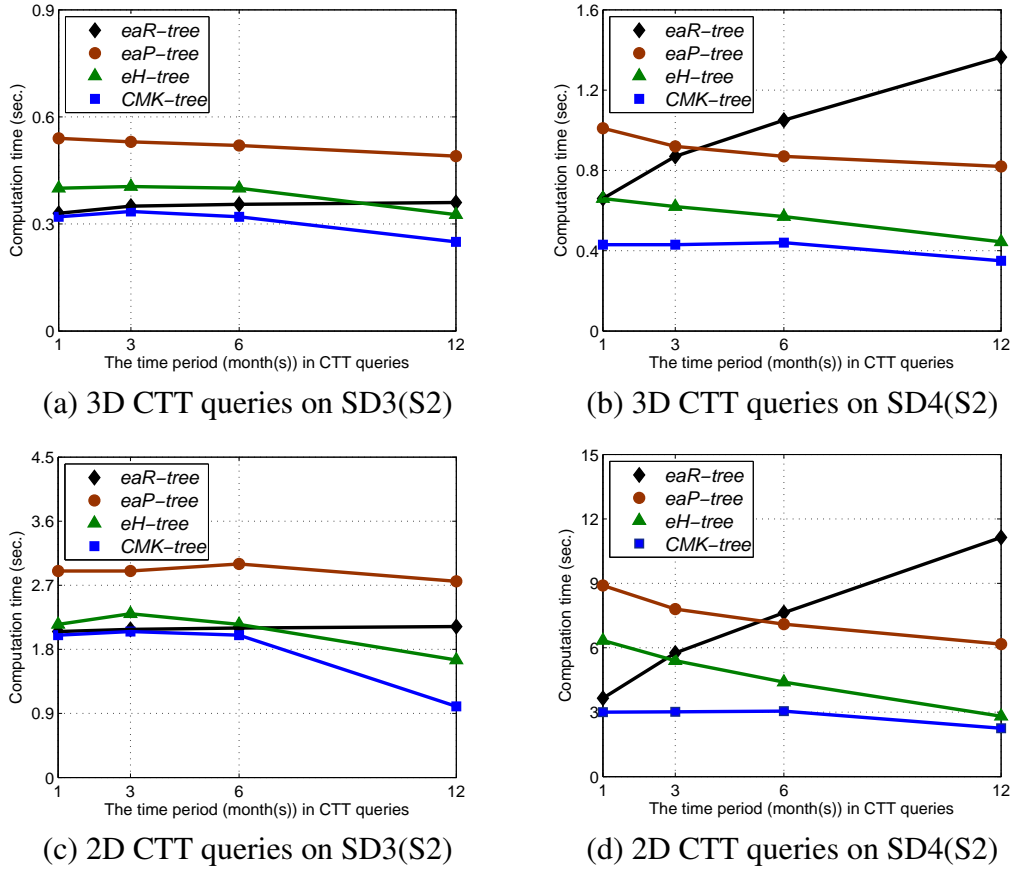 0.9
0.6
0.3
0
Computation time (sec.)
eaR-tree
eaP-tree
eH-tree
CMK-tree
1 3 6 12
The time period (month(s)) in CTT queries
(a) 3D CTT queries on SD3(S2)
1.6
1.2
0.8
0.4
0
Computation time (sec.)
eaR-tree
eaP-tree
eH-tree
CMK-tree
1 3 6 12
The time period (month(s)) in CTT queries
(b) 3D CTT queries on SD4(S2)
4.5
3.6
2.7
1.8
0.9
0
Computation time (sec.)
eaR-tree
eaP-tree
eH-tree
CMK-tree
1 3 6 12
The time period (month(s)) in CTT queries
(c) 2D CTT queries on SD3(S2)
15
12
9
6
3
0
Computation time (sec.)
eaR-tree
eaP-tree
eH-tree
CMK-tree
1 3 6 12
The time period (month(s)) in CTT queries
(d) 2D CTT queries on SD4(S2)